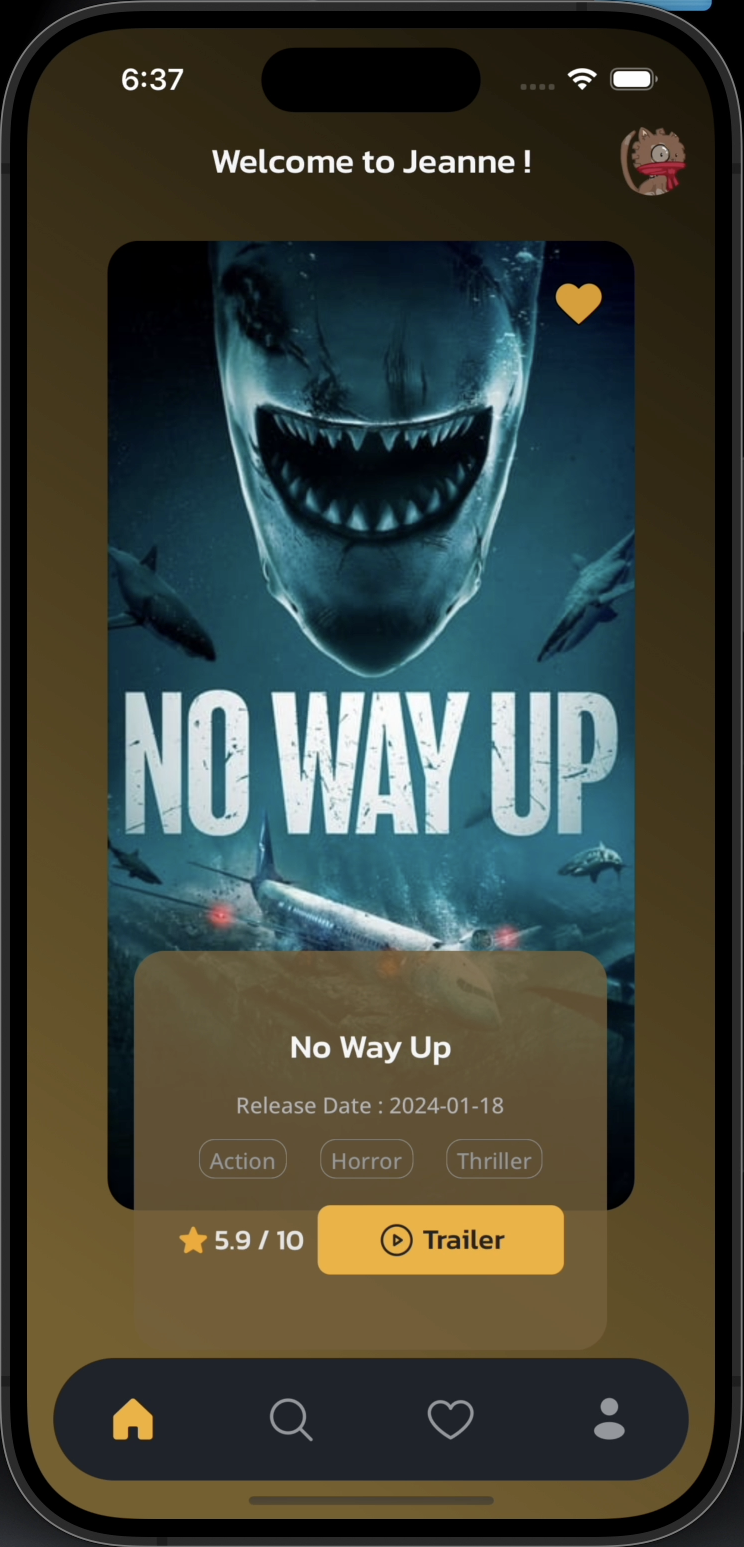 6:37
Welcome to Jeanne !
NO WAY UP
No Way Up
Release Date : 2024-01-18
Action Horror Thriller
5.9 / 10 Trailer